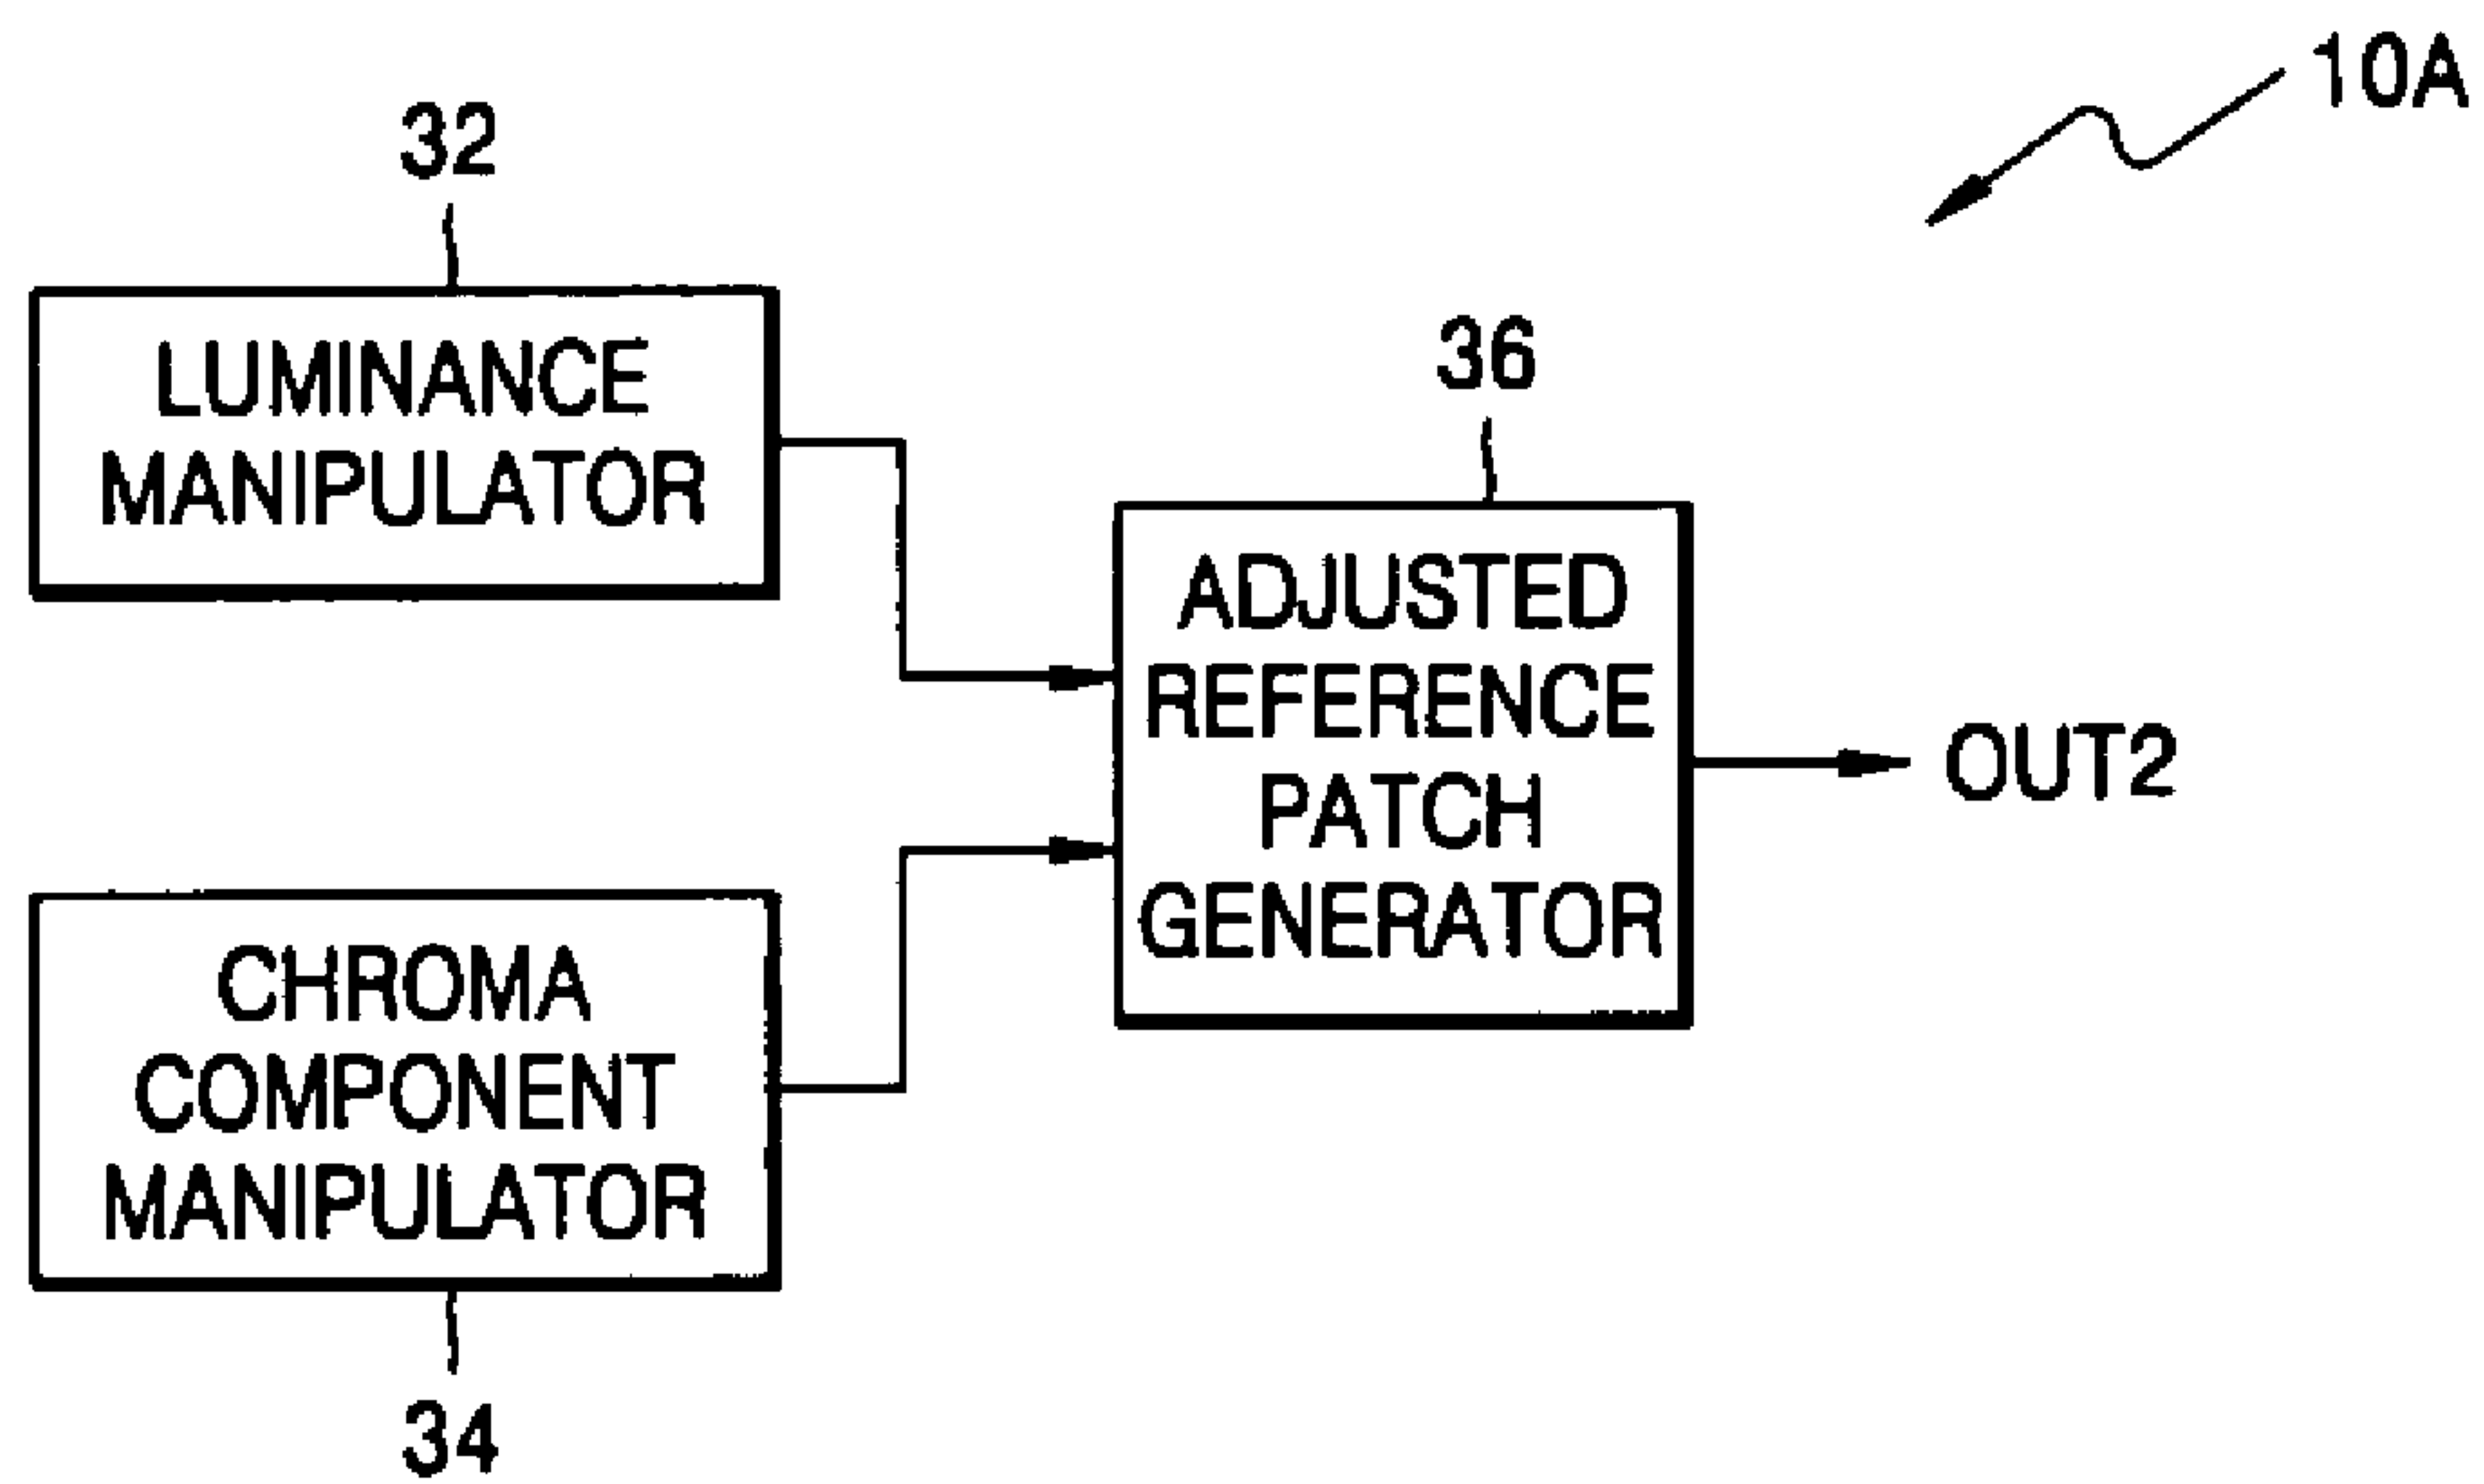 10A
32
LUMINANCE
MANIPULATOR
36
ADJUSTED
REFERENCE
PATCH
GENERATOR
OUT2
CHROMA
COMPONENT
MANIPULATOR
34